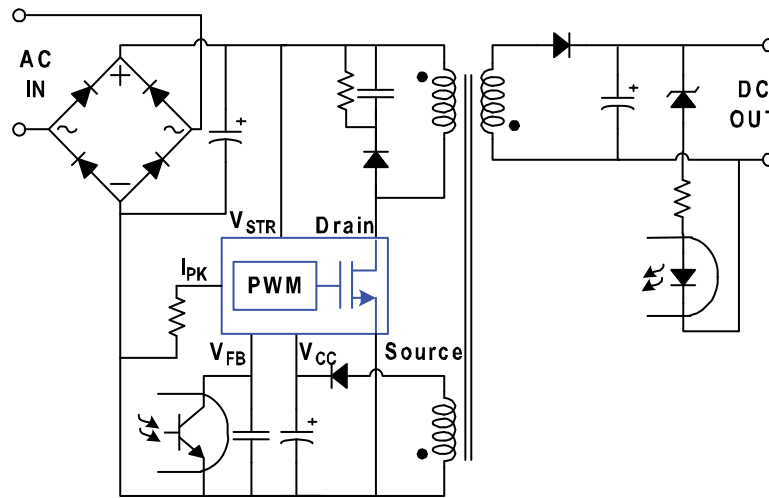 AC
IN
+
~
~
−
+
+
DC
OUT
VSTR
Drain
IPK
PWM
VFB
VCC
Source
+